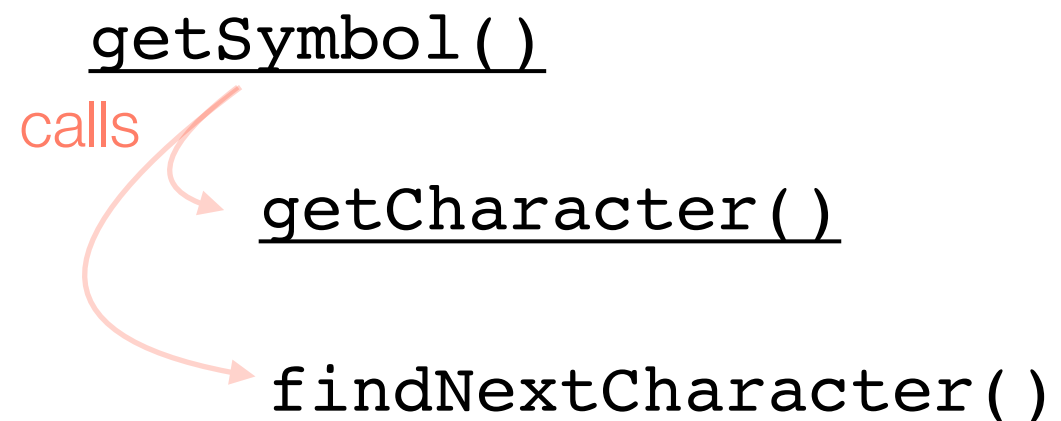 getSymbol()
calls
getCharacter()
findNextCharacter()